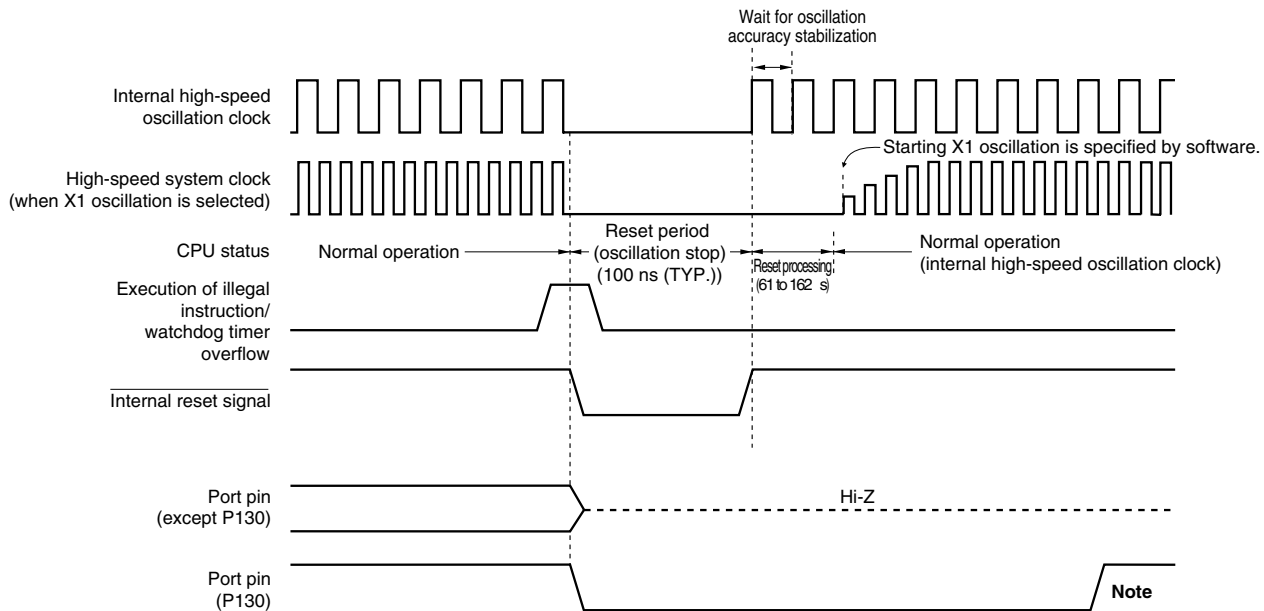 Wait for oscillation
accuracy stabilization
Internal high-speed
oscillation clock
Starting X1 oscillation is specified by software.
High-speed system clock
(when X1 oscillation is selected)
CPU status
Normal operation
Reset period
(oscillation stop)
(100 ns (TYP.))
Reset processing
(61 to 162 s)
Normal operation
(internal high-speed oscillation clock)
Execution of illegal
instruction/
watchdog timer
overflow
Internal reset signal
Port pin
(except P130)
Hi-Z
Port pin
(P130)
Note